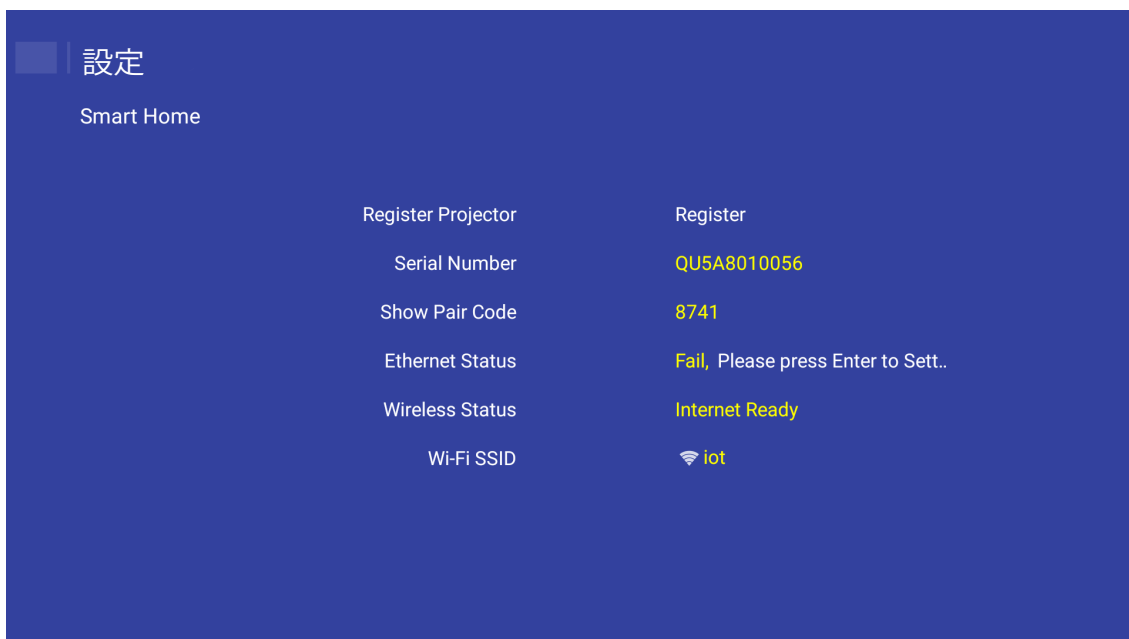 設定
Smart Home
Register Projector Register
Serial Number QU5A8010056
Show Pair Code 8741
Ethernet Status Fail, Please press Enter to Sett..
Wireless Status Internet Ready
Wi-Fi SSID iot